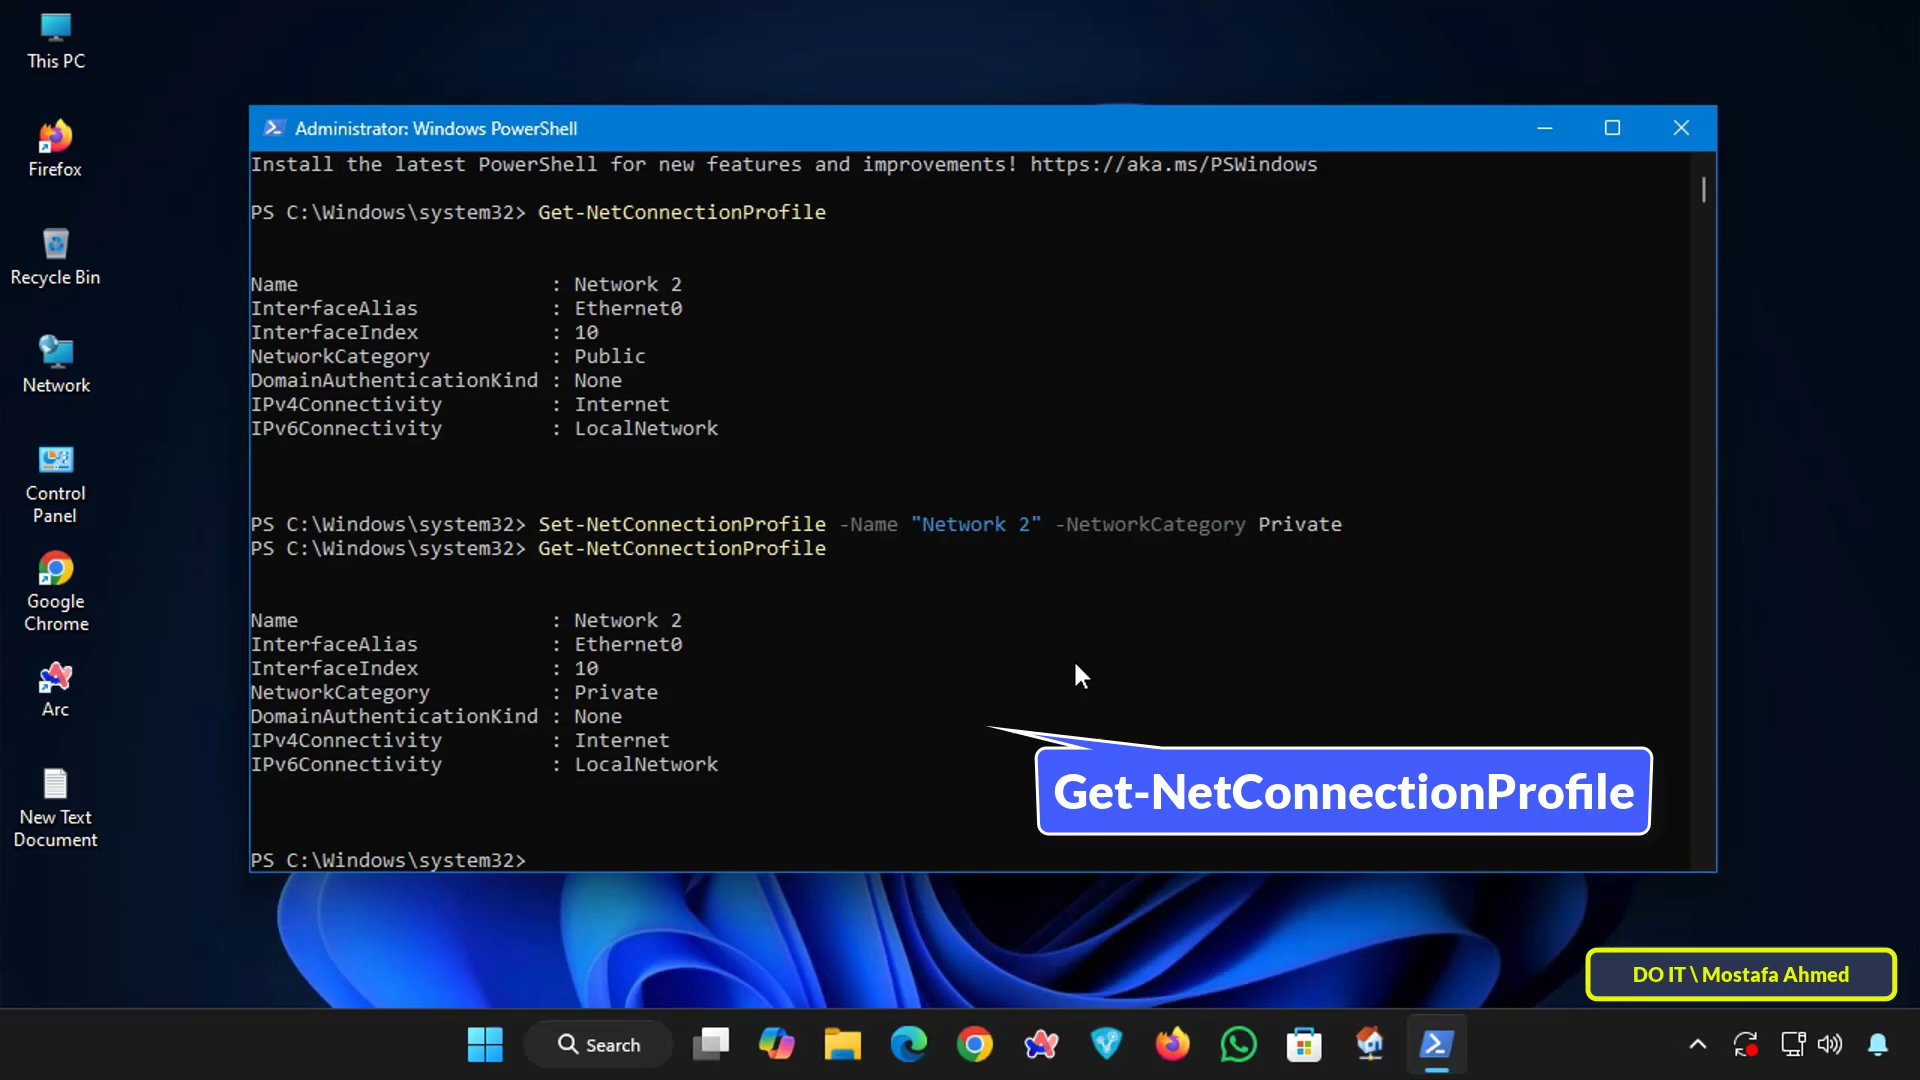 This PC
Firefox
Recycle Bin
Network
Control
Panel
Google
Chrome
Arc
New Text
Document
Administrator: Windows PowerShell
Install the latest PowerShell for new features and improvements! https://aka.ms/PSWindows
PS C:\Windows\system32> Get-NetConnectionProfile
Name                    : Network 2
InterfaceAlias          : Ethernet0
InterfaceIndex          : 10
NetworkCategory         : Public
DomainAuthenticationKind : None
IPv4Connectivity        : Internet
IPv6Connectivity        : LocalNetwork
PS C:\Windows\system32> Set-NetConnectionProfile -Name "Network 2" -NetworkCategory Private
PS C:\Windows\system32> Get-NetConnectionProfile
Name                    : Network 2
InterfaceAlias          : Ethernet0
InterfaceIndex          : 10
NetworkCategory         : Private
DomainAuthenticationKind : None
IPv4Connectivity        : Internet
IPv6Connectivity        : LocalNetwork
PS C:\Windows\system32>
Get-NetConnectionProfile
DO IT \ Mostafa Ahmed
Search